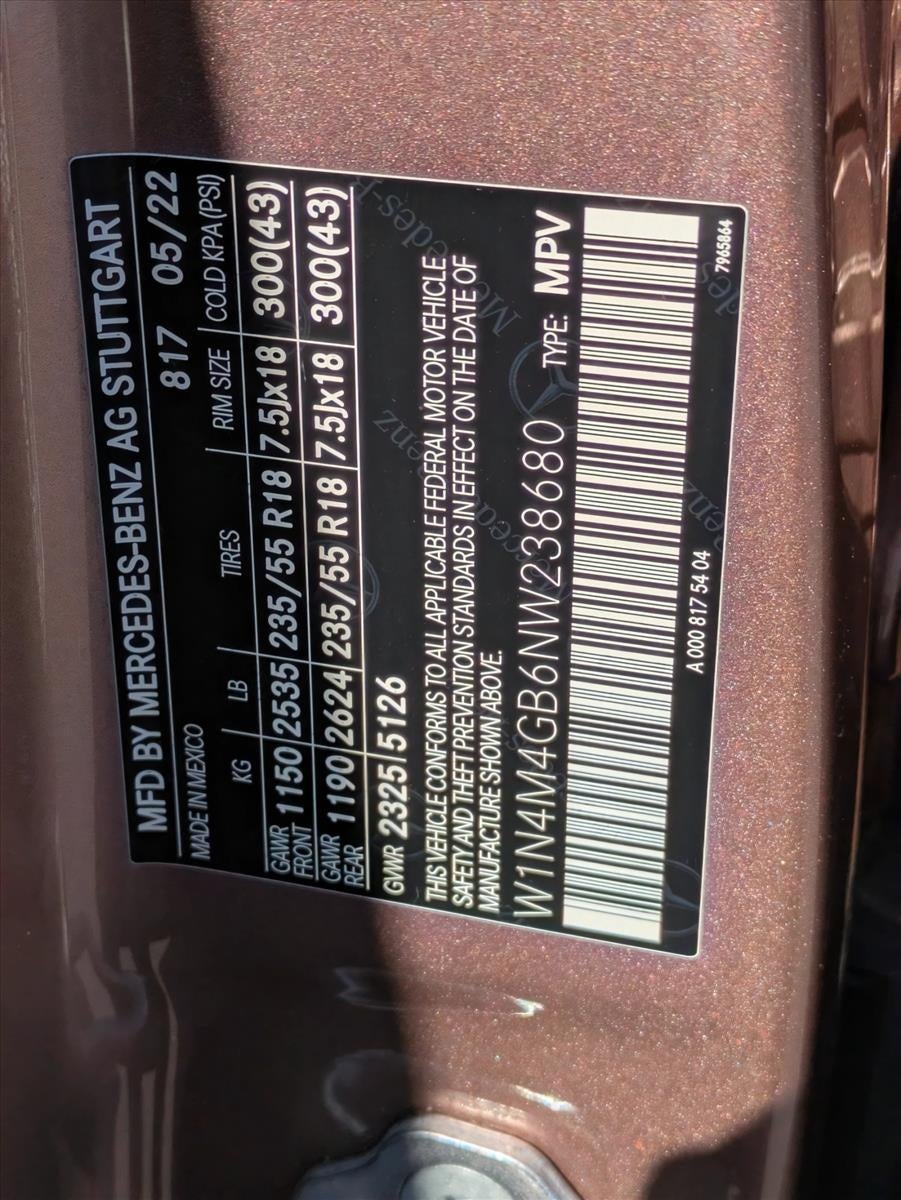 MFD BY MERCEDES-BENZ AG STUTTGART
817 05/22
MADE IN MEXICO
KG LB TIRES RIM SIZE COLD KPA (PSI)
GAWR FRONT 1150 2535 235/55 R18 7.5Jx18 300(43)
GAWR REAR 1190 2624 235/55 R18 7.5Jx18 300(43)
GVWR 2325 5126
THIS VEHICLE CONFORMS TO ALL APPLICABLE FEDERAL MOTOR VEHICLE
SAFETY AND THEFT PREVENTION STANDARDS IN EFFECT ON THE DATE OF
MANUFACTURE SHOWN ABOVE.
W1N4M4GB6NW238680 TYPE: MPV
A 000 817 54 04
7965864